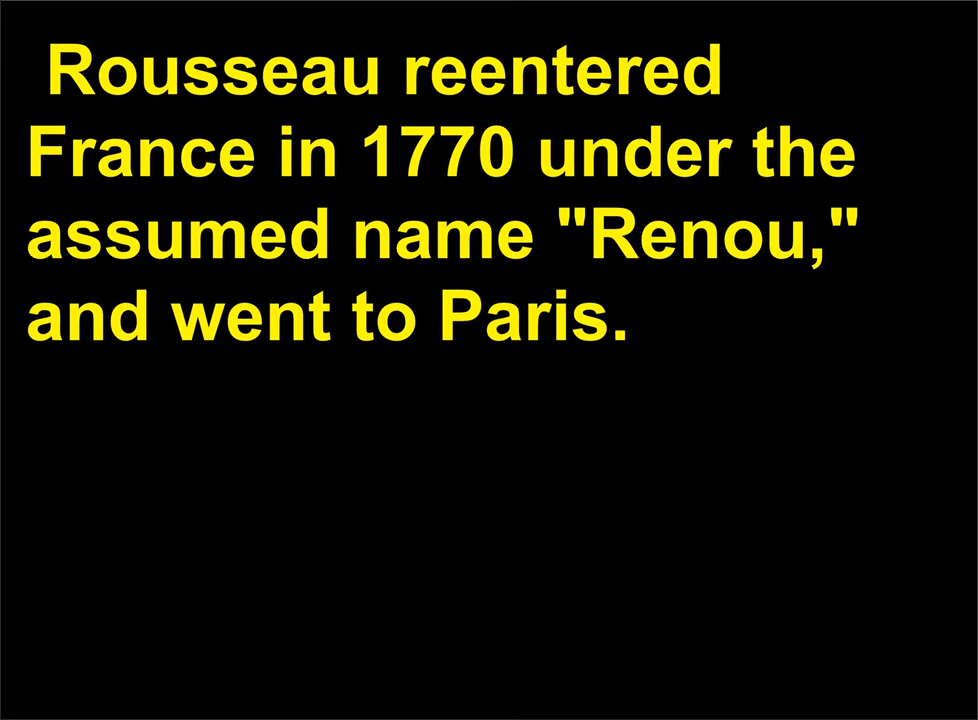 Rousseau reentered
France in 1770 under the
assumed name "Renou,"
and went to Paris.